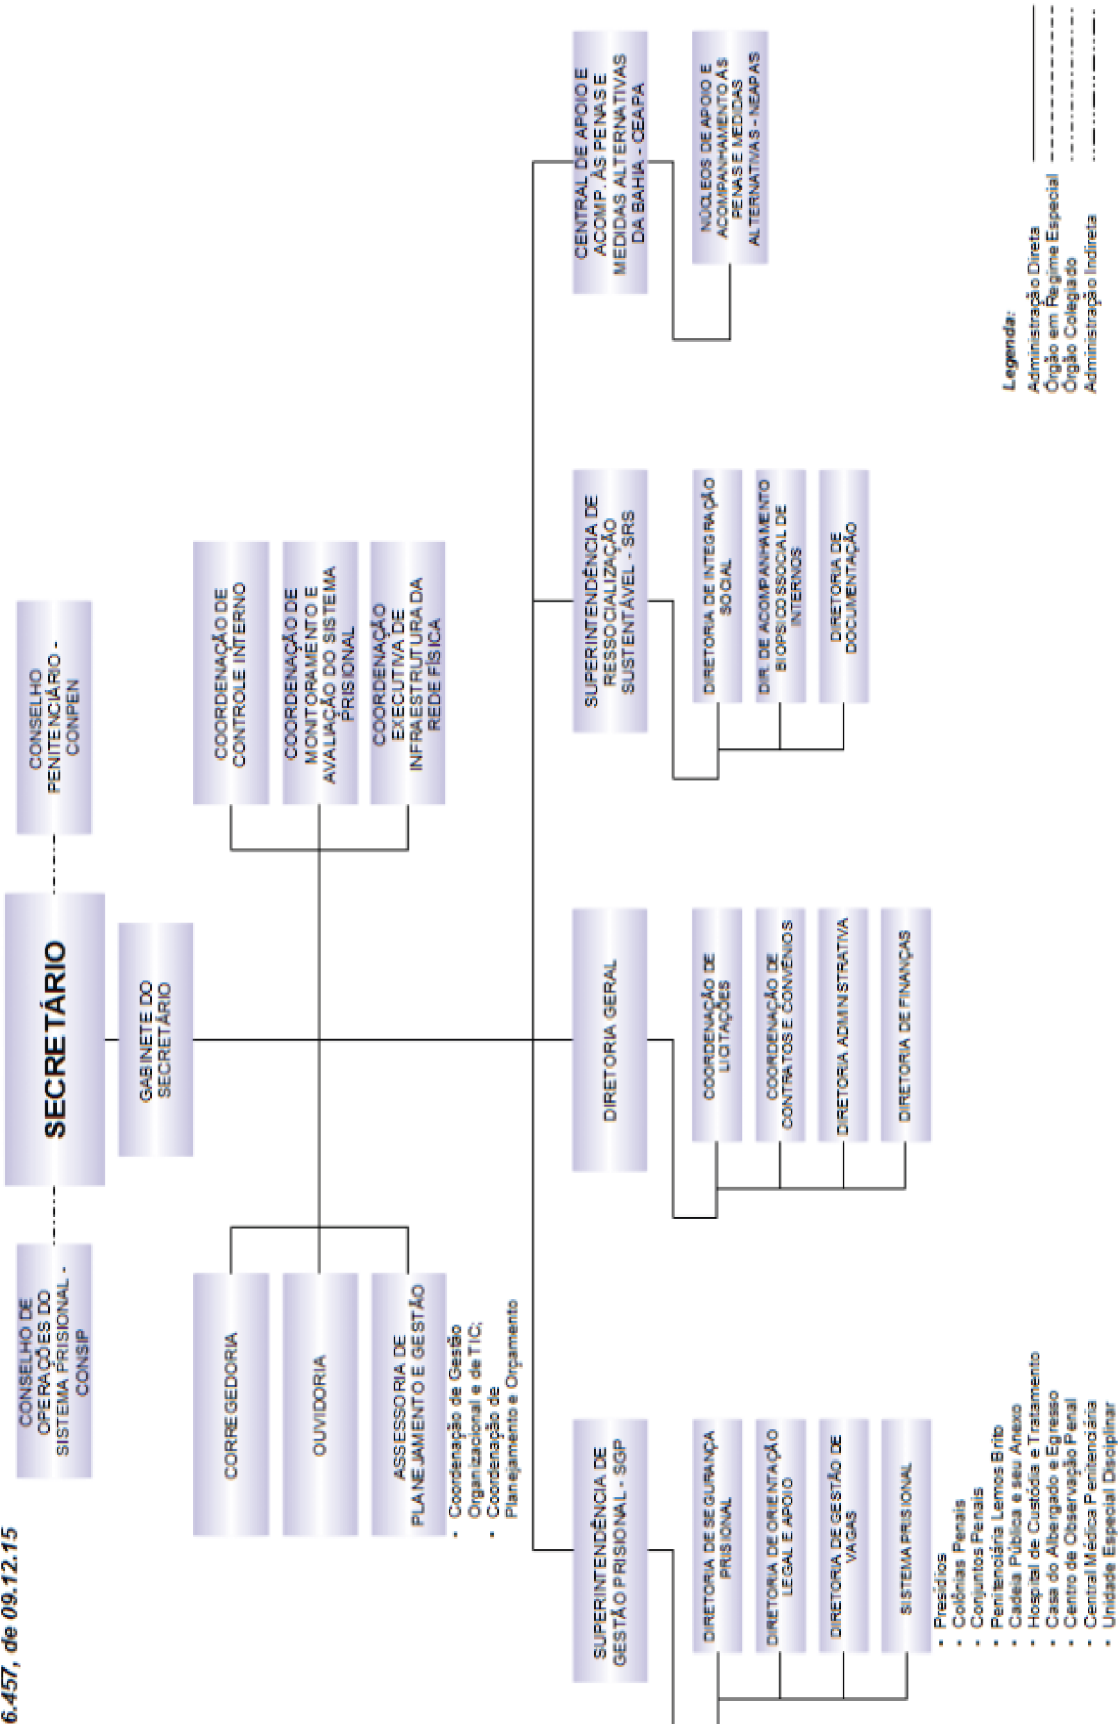 6.457, de 09.12.15
CONSELHO DE
OPERAÇÕES DO
SISTEMA PRISIONAL -
CONSIP
SECRETÁRIO
CONSELHO
PENITENCIÁRIO -
CONPEN
GABINETE DO
SECRETÁRIO
CORREGEDORIA
OUVIDORIA
ASSESSORIA DE
PLANEJAMENTO E GESTÃO
• Coordenação de Gestão
Organizacional e de TIC;
• Coordenação de
Planejamento e Orçamento
COORDENAÇÃO DE
CONTROLE INTERNO
COORDENAÇÃO DE
MONITORAMENTO E
AVALIAÇÃO DO SISTEMA
PRISIONAL
COORDENAÇÃO
EXECUTIVA DE
INFRAESTRUTURA DA
REDE FÍSICA
SUPERINTENDÊNCIA DE
GESTÃO PRISIONAL - SGP
DIRETORIA DE SEGURANÇA
PRISIONAL
DIRETORIA DE ORIENTAÇÃO
LEGAL E APOIO
DIRETORIA DE GESTÃO DE
VAGAS
SISTEMA PRISIONAL
• Presídios
• Colônias Penais
• Conjuntos Penais
• Penitenciária Lemos Brito
• Cadeia Pública e seu Anexo
• Hospital de Custódia e Tratamento
• Casa do Albergado e Egresso
• Centro de Observação Penal
• Central Médica Penitenciária
• Unidade Especial Disciplinar
DIRETORIA GERAL
COORDENAÇÃO DE
LICITAÇÕES
COORDENAÇÃO DE
CONTRATOS E CONVÊNIOS
DIRETORIA ADMINISTRATIVA
DIRETORIA DE FINANÇAS
SUPERINTENDÊNCIA DE
RESSOCIALIZAÇÃO
SUSTENTÁVEL - SRS
DIRETORIA DE INTEGRAÇÃO
SOCIAL
DIR. DE ACOMPANHAMENTO
BIOPSICOSSOCIAL DE
INTERNOS
DIRETORIA DE
DOCUMENTAÇÃO
CENTRAL DE APOIO E
ACOMP. ÀS PENAS E
MEDIDAS ALTERNATIVAS
DA BAHIA - CEAPA
NÚCLEOS DE APOIO E
ACOMPANHAMENTO ÀS
PENAS E MEDIDAS
ALTERNATIVAS - NEAPAS
Legenda:
Administração Direta
Órgão em Regime Especial
Órgão Colegiado
Administração Indireta